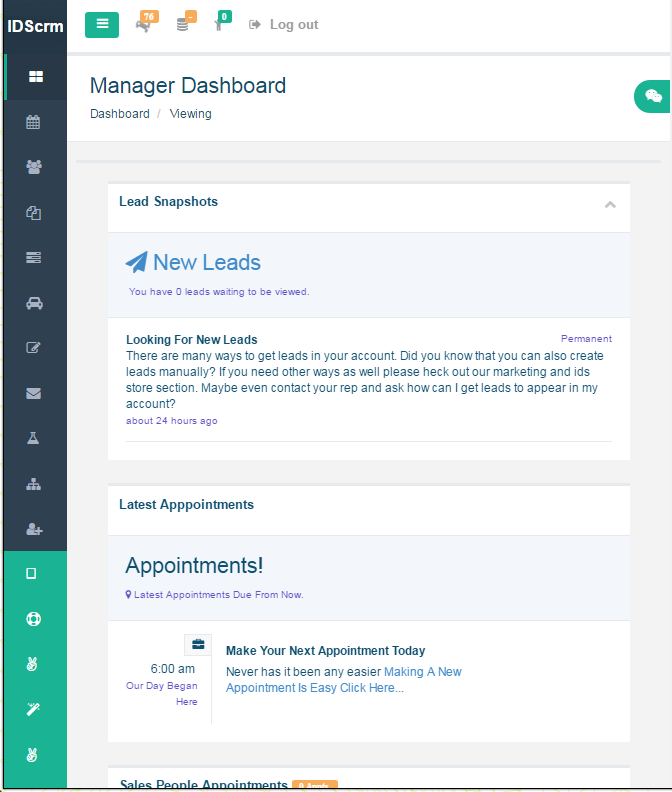 IDScrm
76
-
0
Log out
Manager Dashboard
Dashboard / Viewing
Lead Snapshots
New Leads
You have 0 leads waiting to be viewed.
Looking For New Leads
Permanent
There are many ways to get leads in your account. Did you know that you can also create
leads manually? If you need other ways as well please heck out our marketing and ids
store section. Maybe even contact your rep and ask how can I get leads to appear in my
account?
about 24 hours ago
Latest Apppointments
Appointments!
Latest Appointments Due From Now.
6:00 am
Our Day Began
Here
Make Your Next Appointment Today
Never has it been any easier Making A New
Appointment Is Easy Click Here...
Sales People Appointments